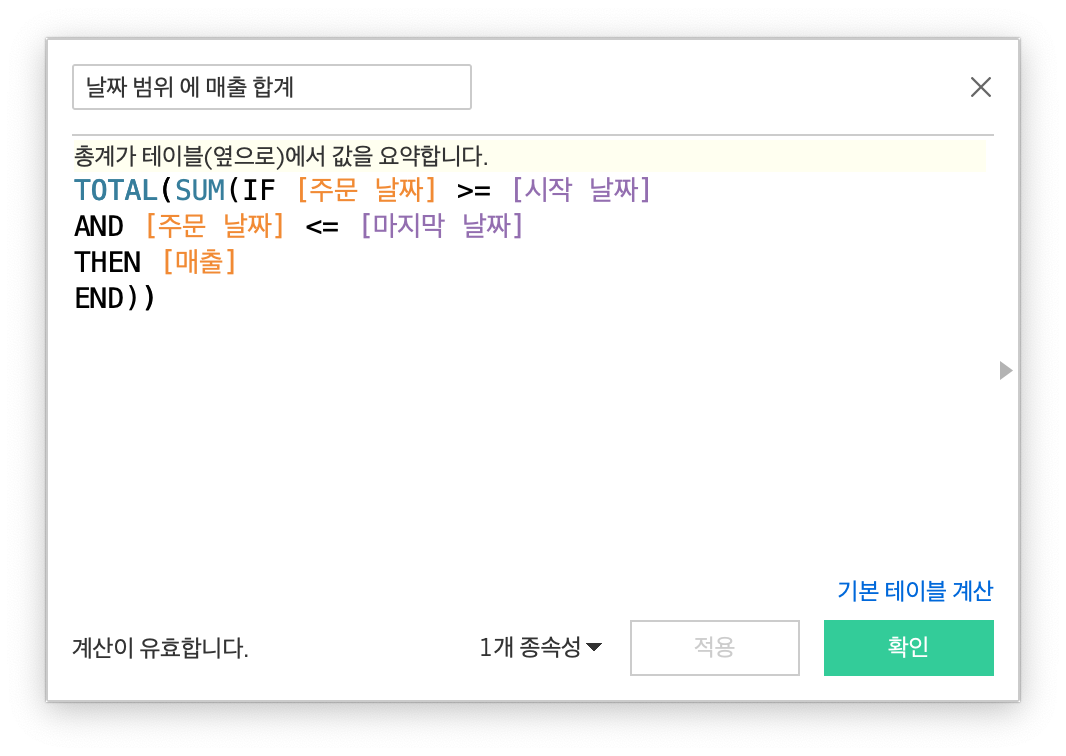 날짜 범위 에 매출 합계
총계가 테이블(옆으로)에서 값을 요약합니다.
TOTAL(SUM(IF [주문 날짜] >= [시작 날짜]
AND [주문 날짜] <= [마지막 날짜]
THEN [매출]
END))
기본 테이블 계산
계산이 유효합니다.
1개 종속성
적용
확인